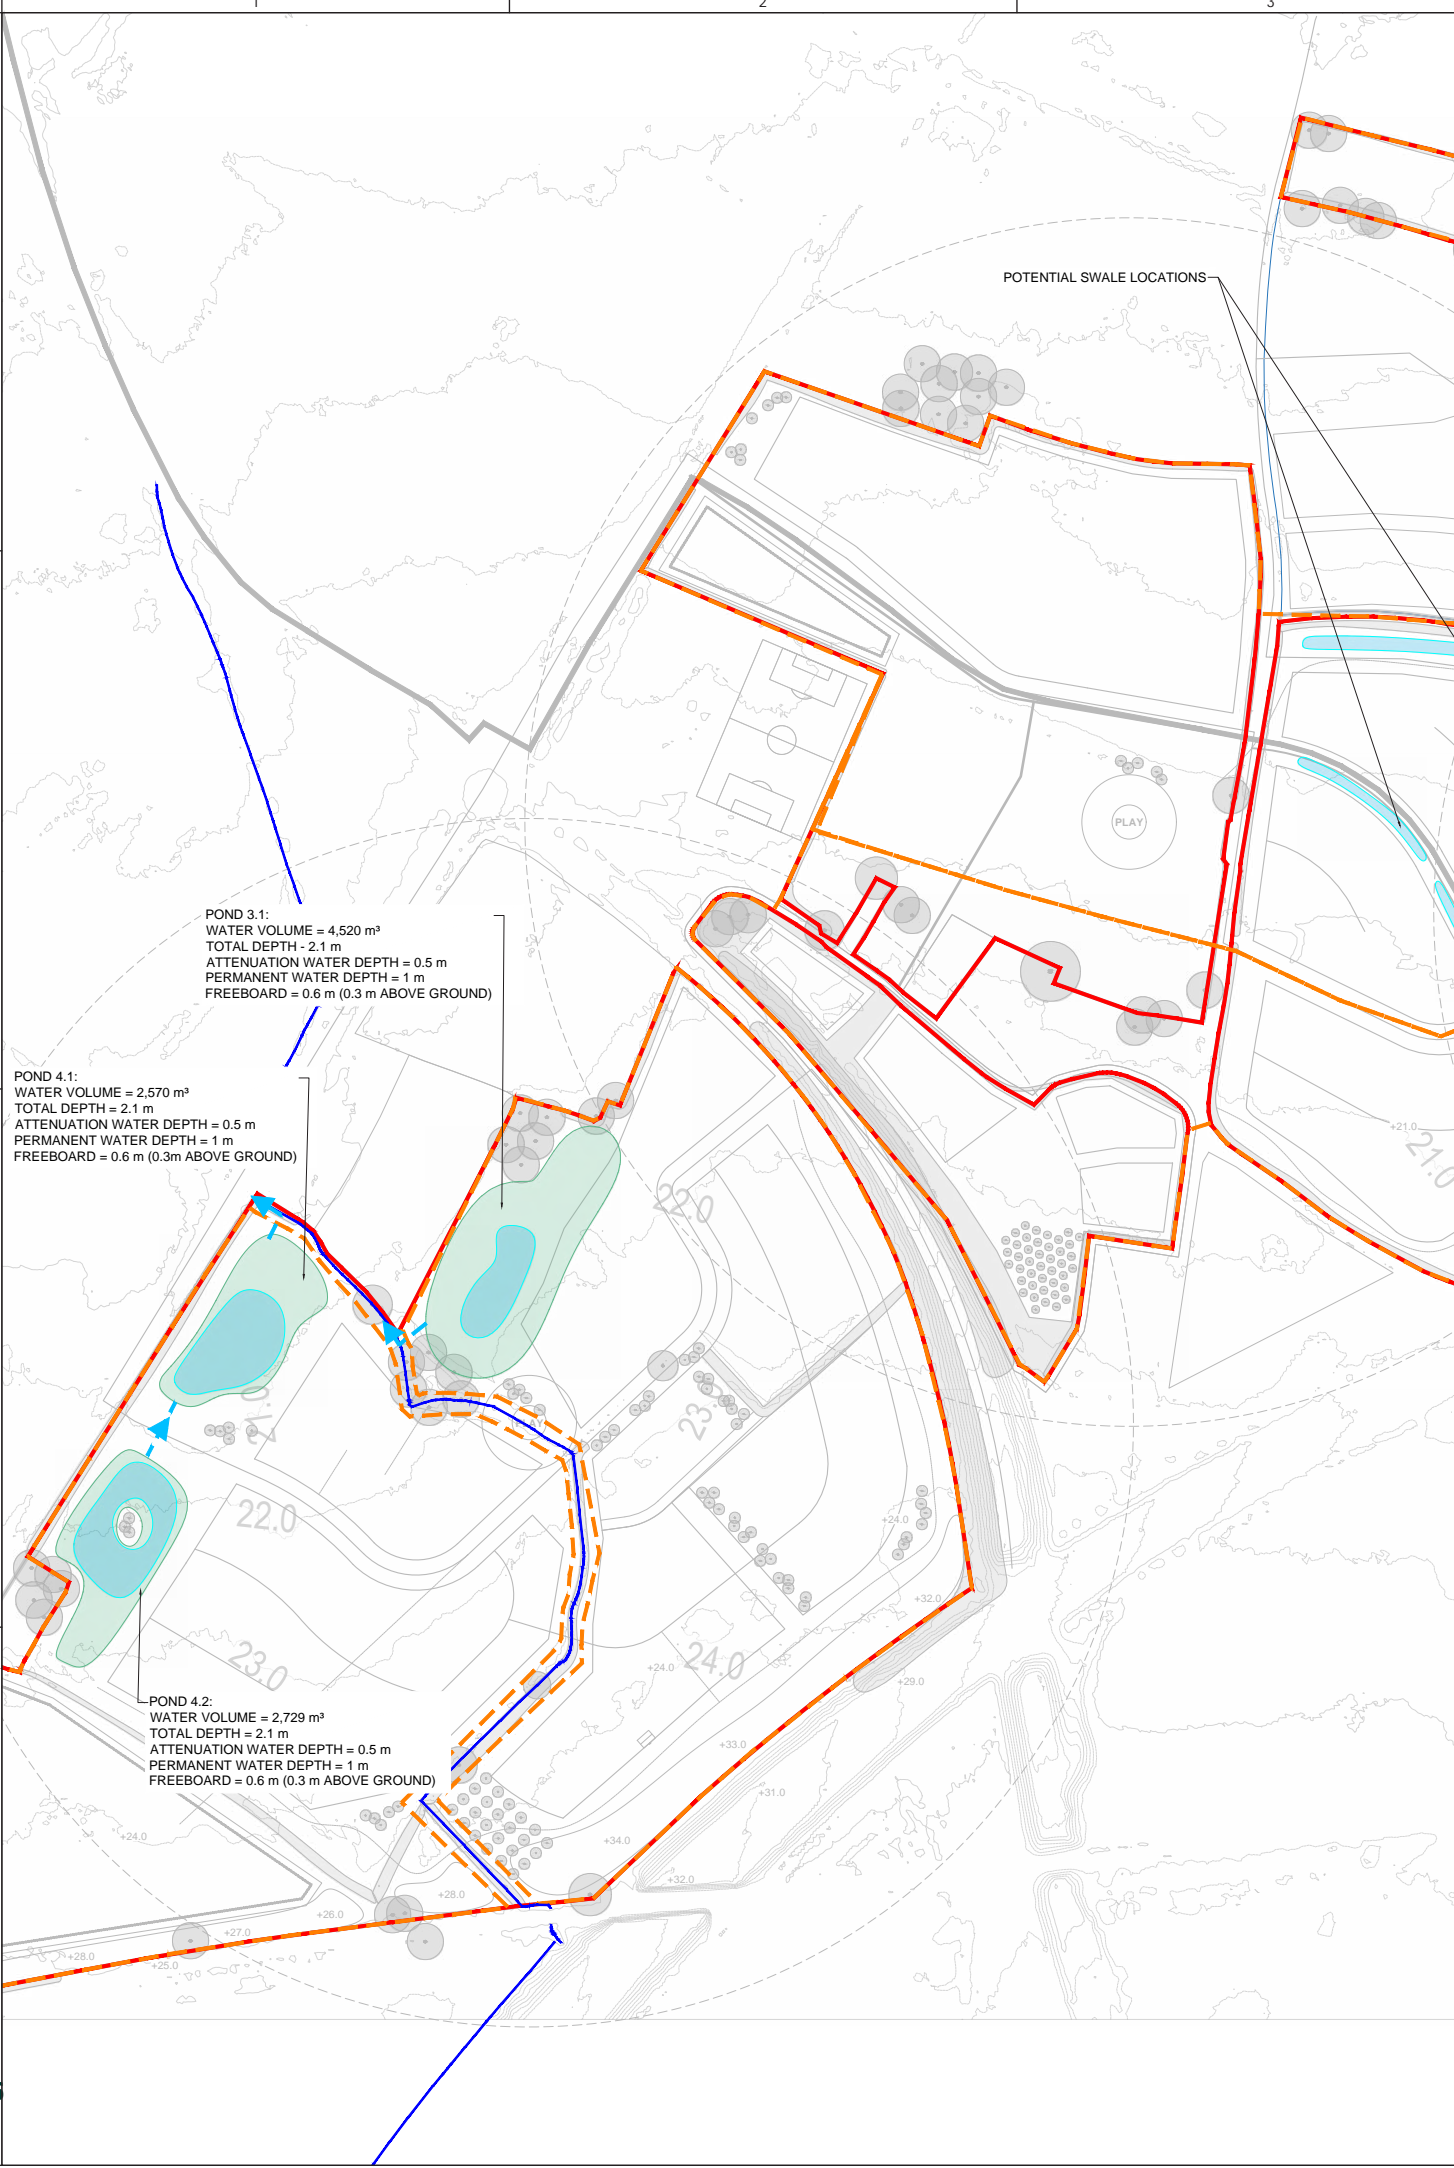 1
2
3
POTENTIAL SWALE LOCATIONS
PLAY
POND 3.1:
WATER VOLUME = 4,520 m³
TOTAL DEPTH - 2.1 m
ATTENUATION WATER DEPTH = 0.5 m
PERMANENT WATER DEPTH = 1 m
FREEBOARD = 0.6 m (0.3 m ABOVE GROUND)
POND 4.1:
WATER VOLUME = 2,570 m³
TOTAL DEPTH = 2.1 m
ATTENUATION WATER DEPTH = 0.5 m
PERMANENT WATER DEPTH = 1 m
FREEBOARD = 0.6 m (0.3m ABOVE GROUND)
+21.0
21.0
22.0
23.0
21.0
PLAY
22.0
+24.0
+32.0
23.0
+24.0
24.0
+29.0
POND 4.2:
WATER VOLUME = 2,729 m³
TOTAL DEPTH = 2.1 m
ATTENUATION WATER DEPTH = 0.5 m
PERMANENT WATER DEPTH = 1 m
FREEBOARD = 0.6 m (0.3 m ABOVE GROUND)
+33.0
+31.0
+24.0
+34.0
+32.0
+28.0
+26.0
+27.0
+28.0
+25.0